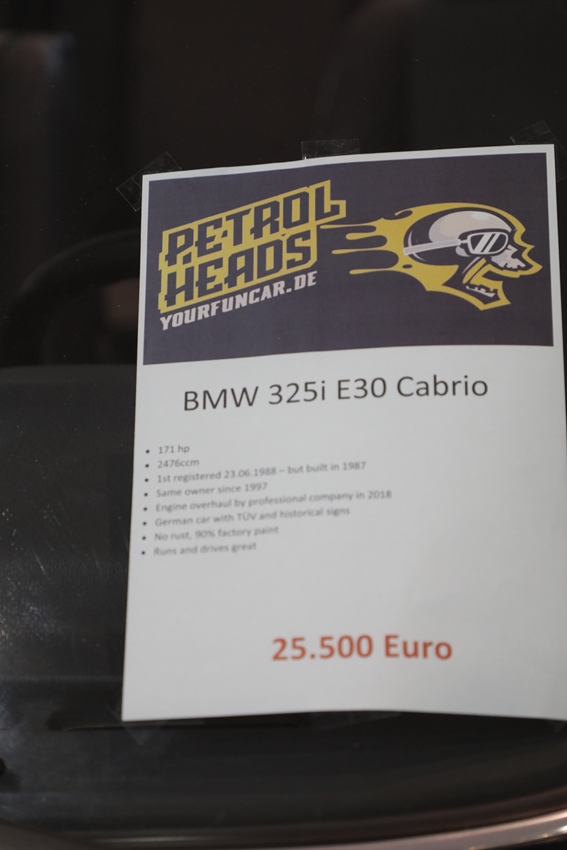 PETROL
HEADS
YOURFUNCAR.DE
BMW 325i E30 Cabrio
• 171 hp
• 2476ccm
• 1st registered 23.06.1988 – but built in 1987
• Same owner since 1997
• Engine overhaul by professional company in 2018
• German car with TÜV and historical signs
• No rust, 90% factory paint
• Runs and drives great
25.500 Euro